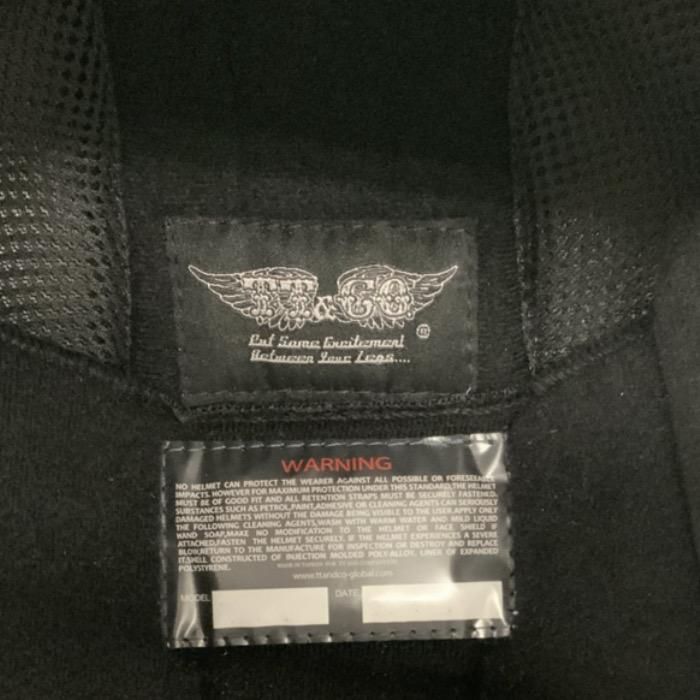 TT&CO
®
Put Some Excitement
Between Your Legs....
WARNING
NO HELMET CAN PROTECT THE WEARER AGAINST ALL POSSIBLE OR FORESEEABLE
IMPACTS. HOWEVER FOR MAXIMUM PROTECTION UNDER THIS STANDARD,THE HELMET
MUST BE OF GOOD FIT AND ALL RETENTION STRAPS MUST BE SECURELY FASTENED.
SUBSTANCES SUCH AS PETROL,PAINT,ADHESIVE OR CLEANING AGENTS,CAN SERIOUSLY
DAMAGED HELMETS WITHOUT THE DAMAGE BEING VISIBLE TO THE USER.APPLY ONLY
THE FOLLOWING CLEANING AGENTS,WASH WITH WARM WATER AND MILD LIQUID
HAND SOAP,MAKE NO MODIFICATION TO THE HELMET OR FACE SHIELD IF
ATTACHED,FASTEN THE HELMET SECURELY. IF THE HELMET EXPERIENCES A SEVERE
BLOW,RETURN TO THE MANUFACTURE FOR INSPECTION OR DESTROY AND REPLACE
IT.SHELL CONSTRUCTED OF INJECTION MOLDED POLY-ALLOY. LINER OF EXPANDED
POLYSTYRENE.
www.ttandco-global.com
MODEL DATE